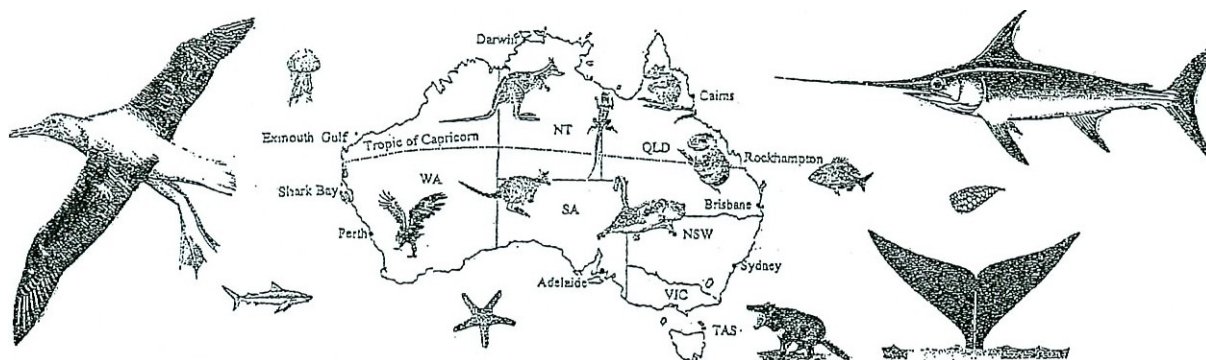 Darwin
Cairns
Exmouth Gulf
Tropic of Capricorn
NT
QLD
Rockhampton
Shark Bay
WA
SA
Brisbane
Perth
NSW
Adelaide
Sydney
VIC
TAS